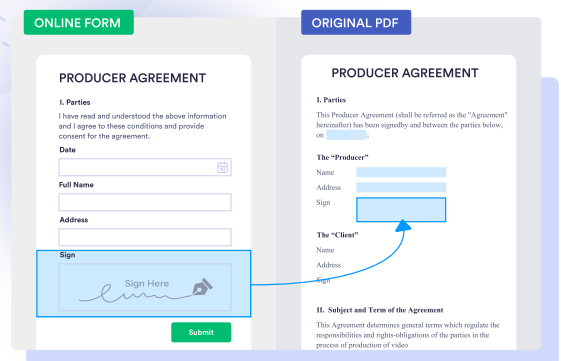 ONLINE FORM
PRODUCER AGREEMENT
I. Parties
I have read and understood the above information
and I agree to these conditions and provide
consent for the agreement.
Date
Full Name
Address
Sign
Sign Here
Submit
ORIGINAL PDF
PRODUCER AGREEMENT
I. Parties
This Producer Agreement (shall be referred as the "Agreement"
hereinafter) has been signedby and between the parties below,
on ;
The “Producer”
Name
Address
Sign
The “Client”
Name
Address
Sign
II. Subject and Term of the Agreement
This Agreement determines general terms which regulate the
responsibilities and rights-obligations of the parties in the
process of production of video